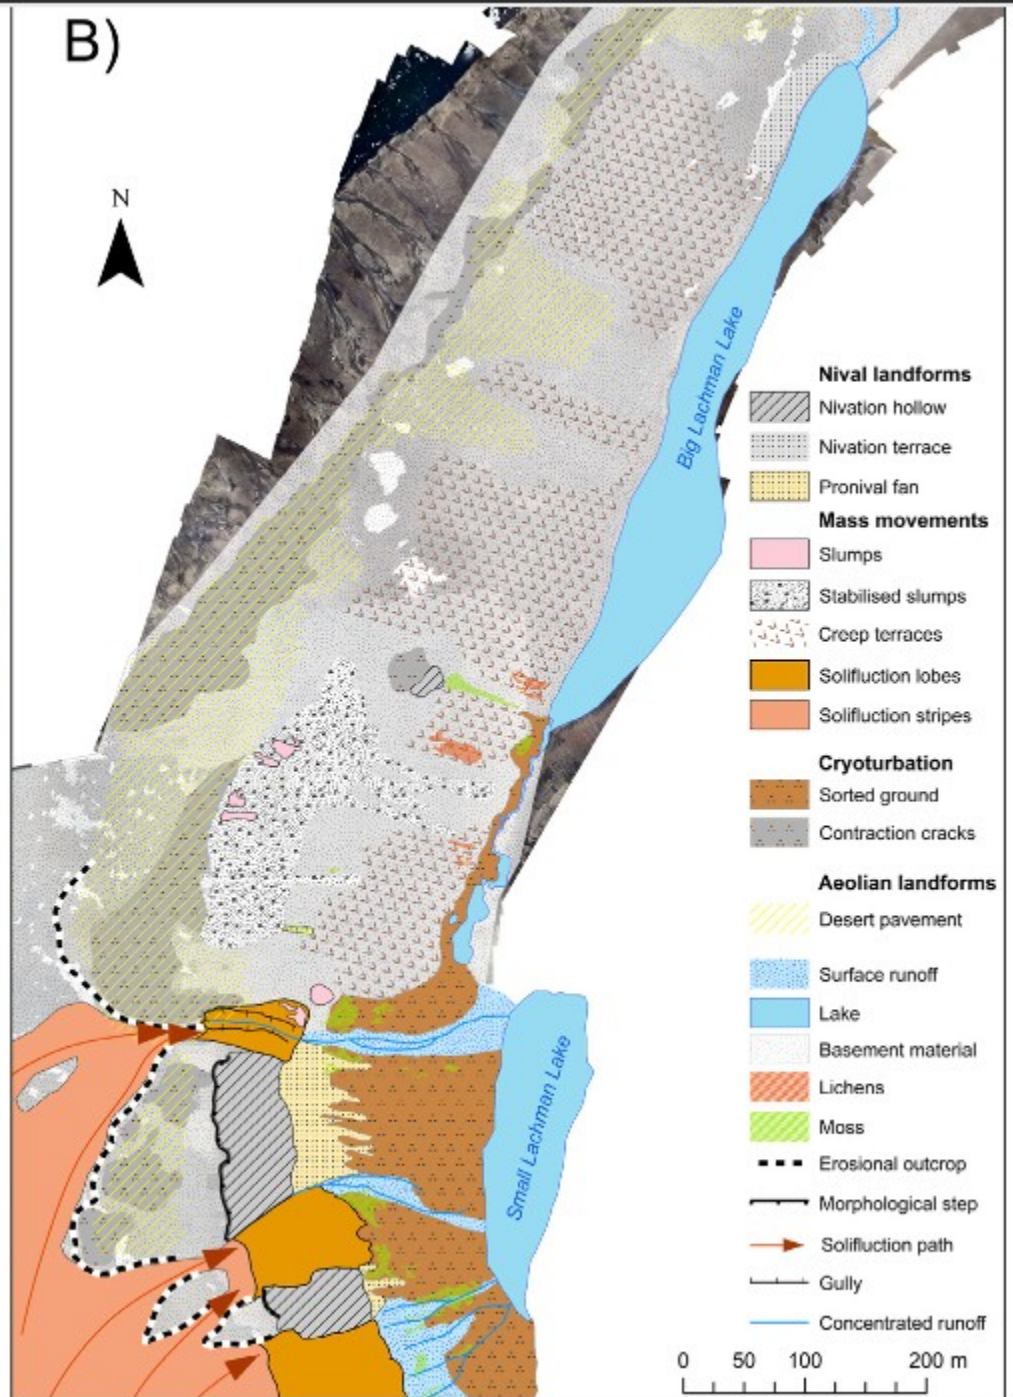 B)
N
Big Lachman Lake
Nival landforms
Nivation hollow
Nivation terrace
Pronival fan
Mass movements
Slumps
Stabilised slumps
Creep terraces
Solifluction lobes
Solifluction stripes
Cryoturbation
Sorted ground
Contraction cracks
Aeolian landforms
Desert pavement
Surface runoff
Lake
Basement material
Lichens
Moss
Erosional outcrop
Morphological step
Solifluction path
Gully
Concentrated runoff
Small Lachman Lake
0 50 100 200 m